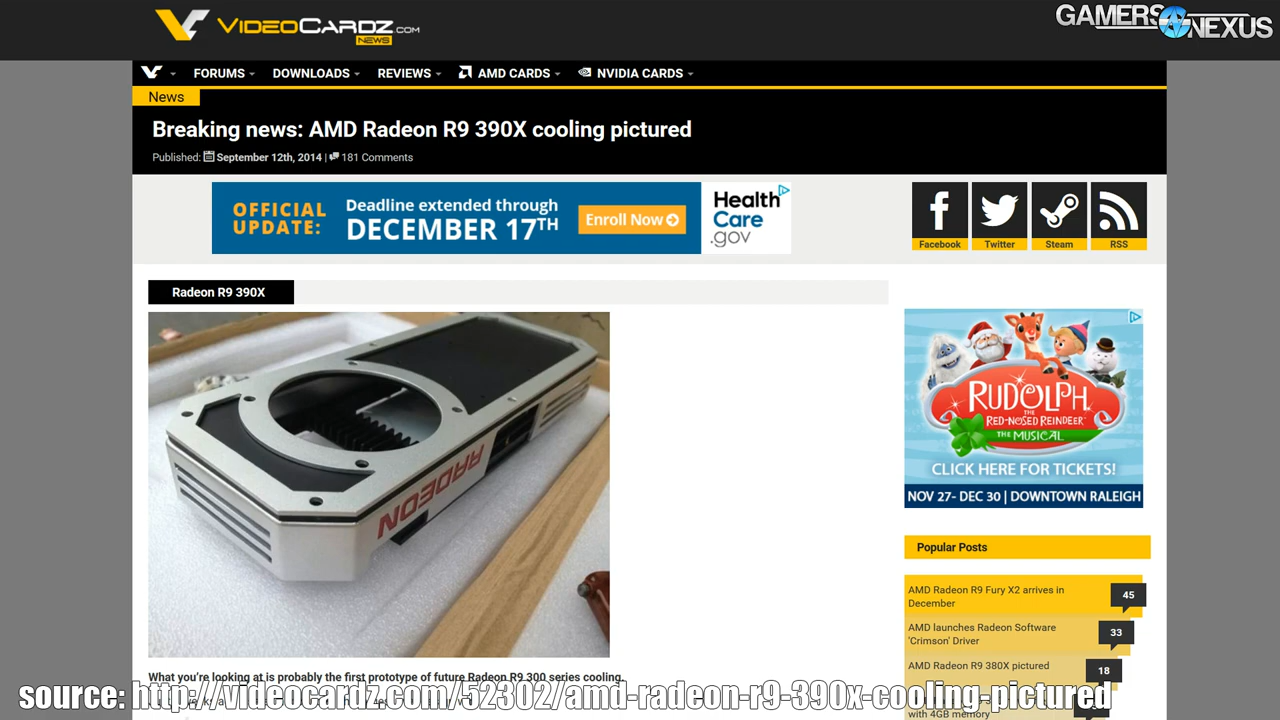 VIDEOCARDZ.COM
NEWS
GAMERS NEXUS
FORUMS DOWNLOADS REVIEWS AMD CARDS NVIDIA CARDS
News
Breaking news: AMD Radeon R9 390X cooling pictured
Published: September 12th, 2014 | 181 Comments
OFFICIAL UPDATE:
Deadline extended through
DECEMBER 17TH
Enroll Now
Health
Care
.gov
Facebook Twitter Steam RSS
Radeon R9 390X
RADEON
RUDOLPH
THE
RED-NOSED REINDEER
THE MUSICAL
CLICK HERE FOR TICKETS!
NOV 27- DEC 30 | DOWNTOWN RALEIGH
Popular Posts
AMD Radeon R9 Fury X2 arrives in
December
45
AMD launches Radeon Software
'Crimson' Driver
33
AMD Radeon R9 380X pictured
18
with 4GB memory
What you're looking at is probably the first prototype of future Radeon R9 300 series cooling.
source: http://videocardz.com/52302/amd-radeon-r9-390x-cooling-pictured